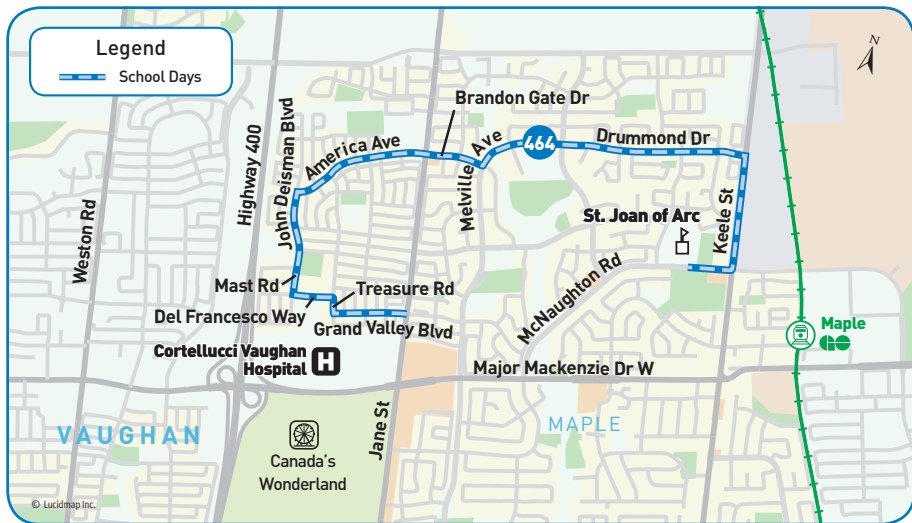 Legend
School Days
N
Brandon Gate Dr
464
Drummond Dr
America Ave
Melville Ave
Highway 400
John Deisman Blvd
Weston Rd
St. Joan of Arc
Keele St
McNaughton Rd
Mast Rd
Treasure Rd
Del Francesco Way
Grand Valley Blvd
Maple
GO
Cortellucci Vaughan
Hospital
H
Major Mackenzie Dr W
Jane St
VAUGHAN
MAPLE
Canada's
Wonderland
© Lucidmap Inc.